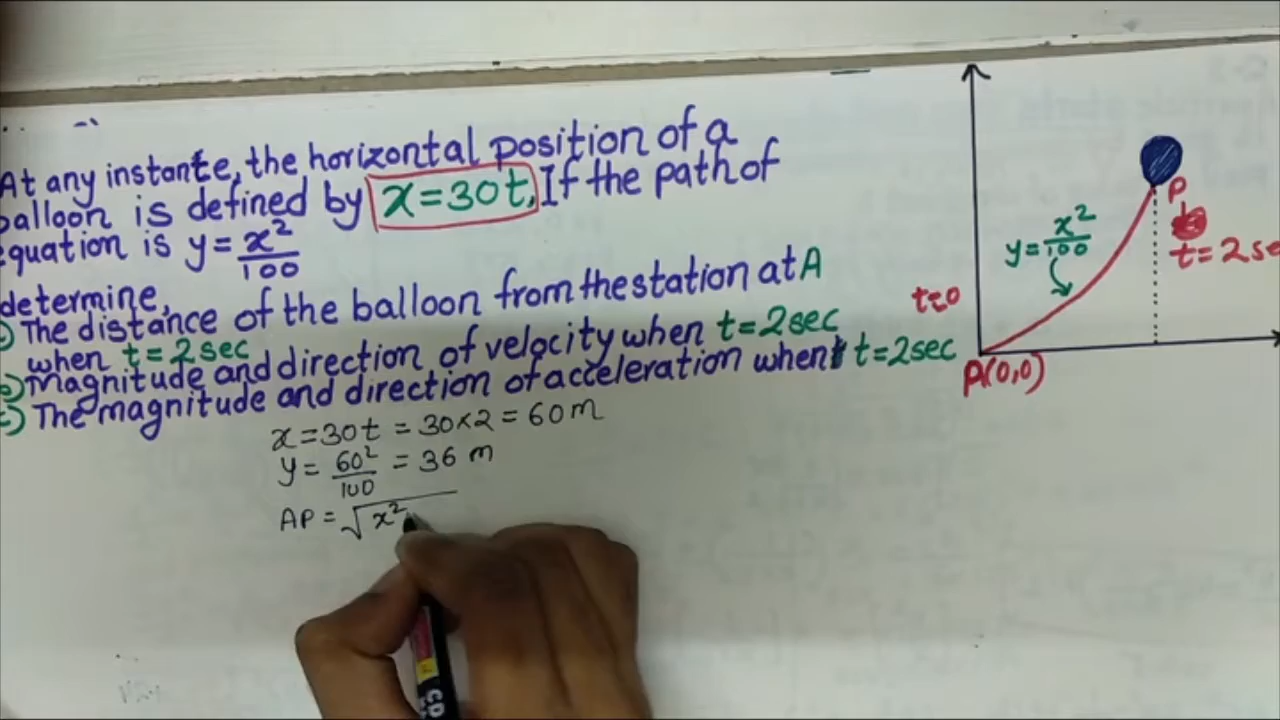 At any instante, the horizontal position of a
balloon is defined by x=30t, If the path of
equation is y=x²/100
determine,
The distance of the balloon from the station at A
when t=2sec
magnitude and direction of velocity when t=2sec
The magnitude and direction of acceleration when t=2sec
x=30t=30×2=60m
y=60²/100=36 m
AP=√x²
P
t=2se
y=x²/100
t=0
A(0,0)
CD